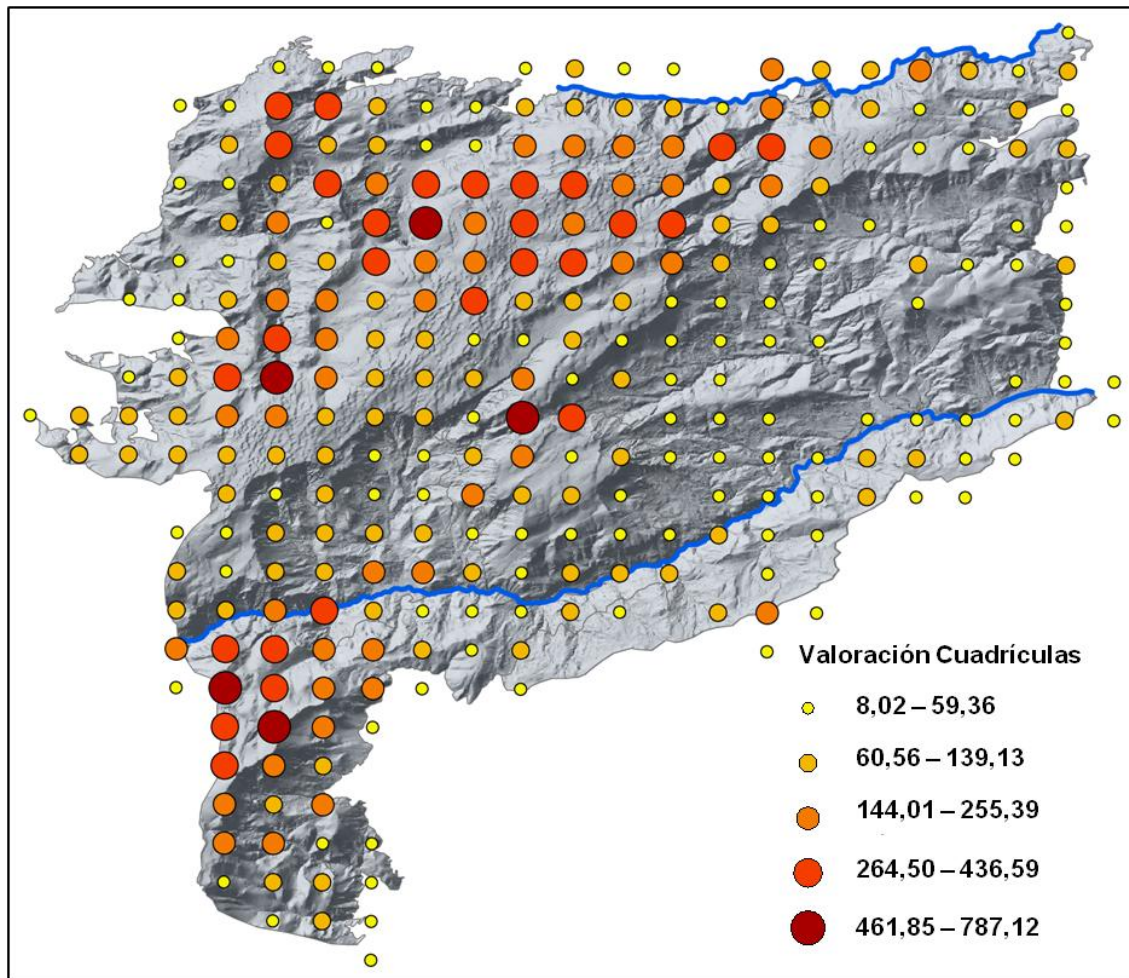 Valoración Cuadrículas
8,02 – 59,36
60,56 – 139,13
144,01 – 255,39
264,50 – 436,59
461,85 – 787,12